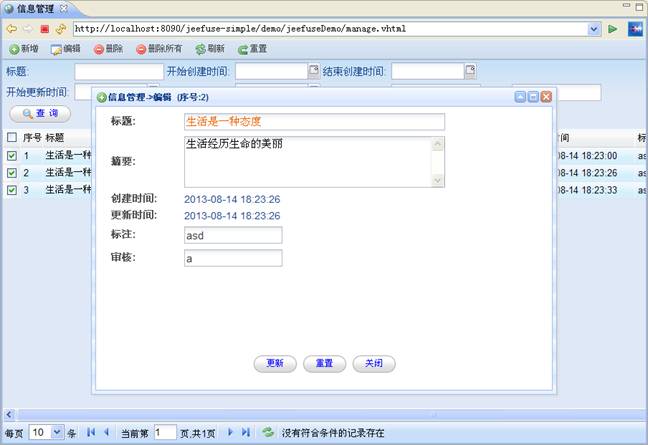 信息管理
http://localhost:8090/jeefuse-simple/demo/jeefuseDemo/manage.vhtml
新增 编辑 删除 删除所有 刷新 重置
标题: 开始创建时间: 结束创建时间:
开始更新时间:
查 询
信息管理->编辑 (序号:2)
标题: 生活是一种态度
摘要: 生活经历生命的美丽
创建时间: 2013-08-14 18:23:26
更新时间: 2013-08-14 18:23:26
标注: asd
审核: a
更新 重置 关闭
序号 标题 时间
1 生活是一种 08-14 18:23:00 as
2 生活是一种 08-14 18:23:26 as
3 生活是一种 08-14 18:23:33 as
每页 10 条 当前第 1 页,共1页 没有符合条件的记录存在